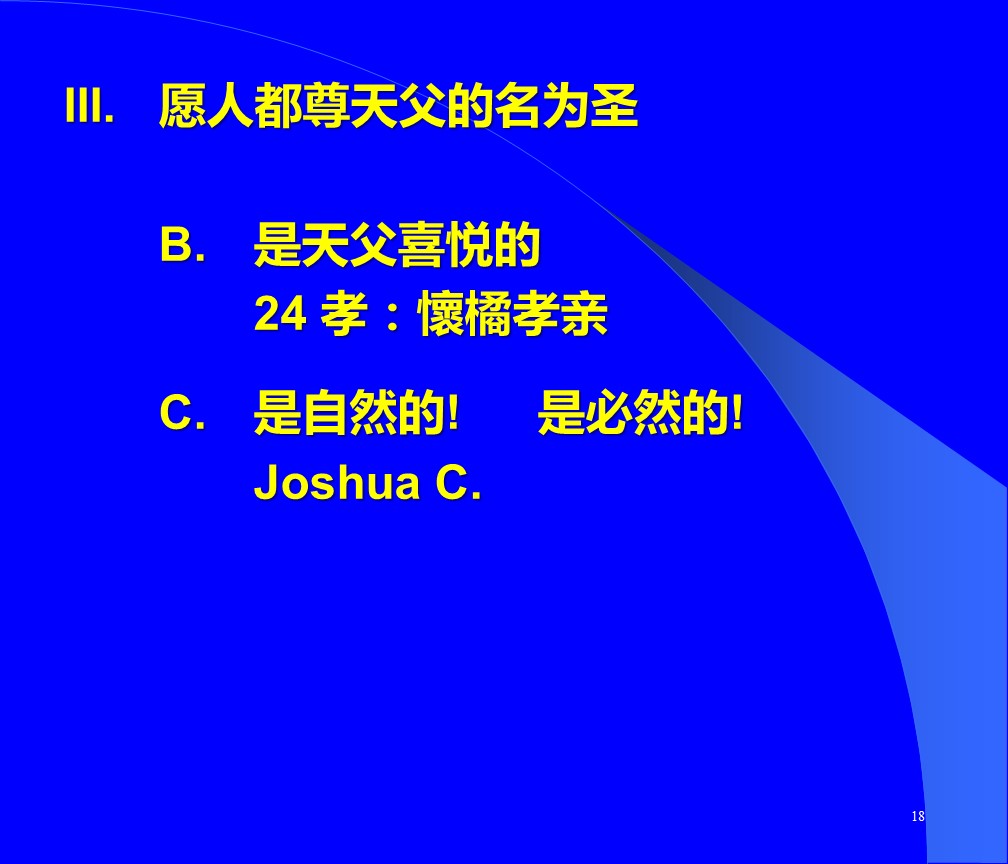 III. 愿人都尊天父的名为圣
B. 是天父喜悦的
24 孝：懷橘孝亲
C. 是自然的! 是必然的!
Joshua C.
18